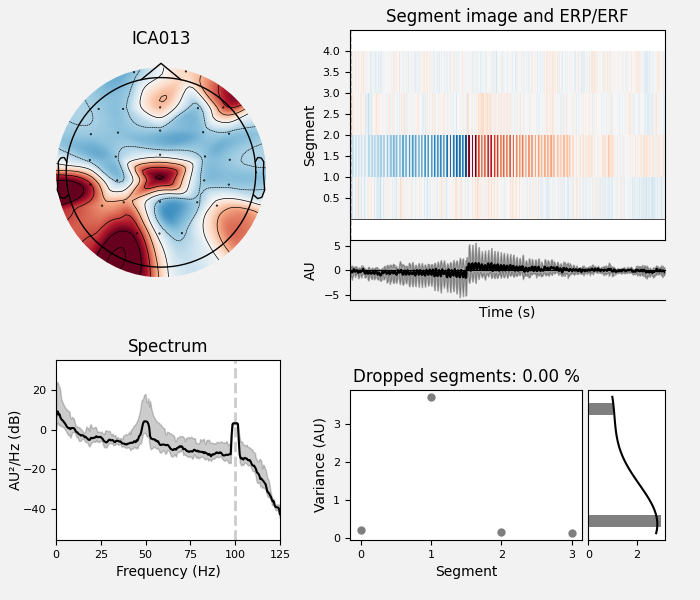 ICA013
Segment image and ERP/ERF
Segment
4.0
3.5
3.0
2.5
2.0
1.5
1.0
0.5
AU
5
0
−5
Time (s)
Spectrum
AU²/Hz (dB)
20
0
−20
−40
0 25 50 75 100 125
Frequency (Hz)
Dropped segments: 0.00 %
Variance (AU)
3
2
1
0
0 1 2 3
Segment
0 2